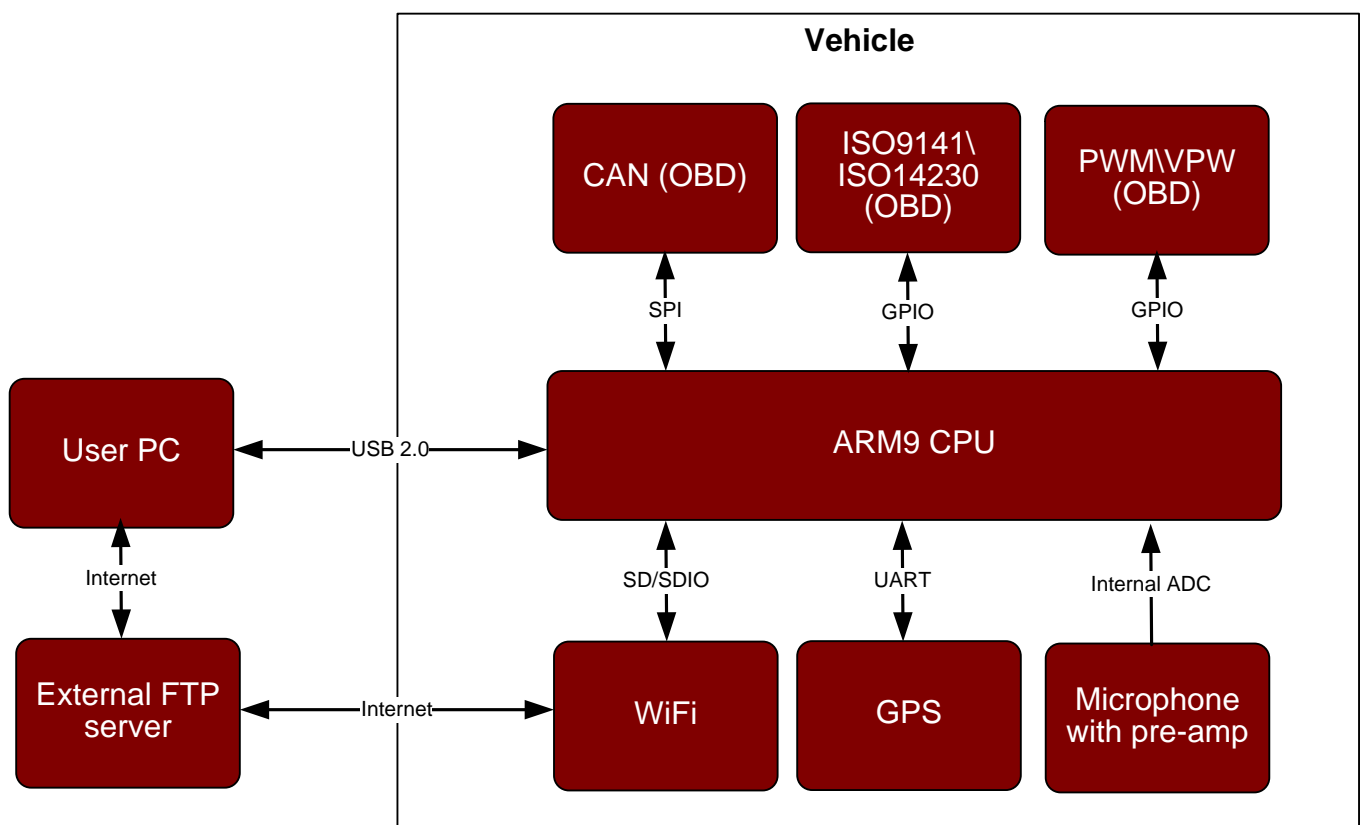 Vehicle
CAN (OBD)
ISO9141\
ISO14230
(OBD)
PWM\VPW
(OBD)
SPI
GPIO
GPIO
User PC
USB 2.0
ARM9 CPU
Internet
SD/SDIO
UART
Internal ADC
External FTP
server
Internet
WiFi
GPS
Microphone
with pre-amp